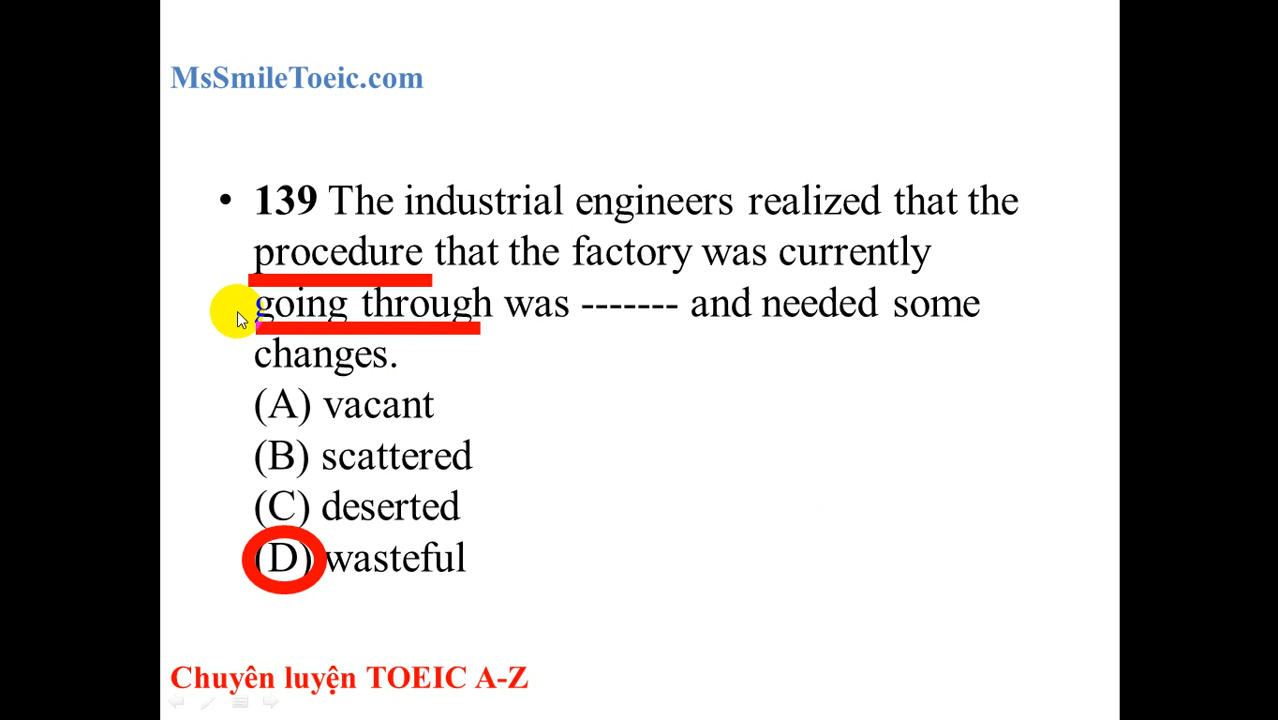 MsSmileToeic.com
• 139 The industrial engineers realized that the
procedure that the factory was currently
going through was ------- and needed some
changes.
(A) vacant
(B) scattered
(C) deserted
(D) wasteful
Chuyên luyện TOEIC A-Z